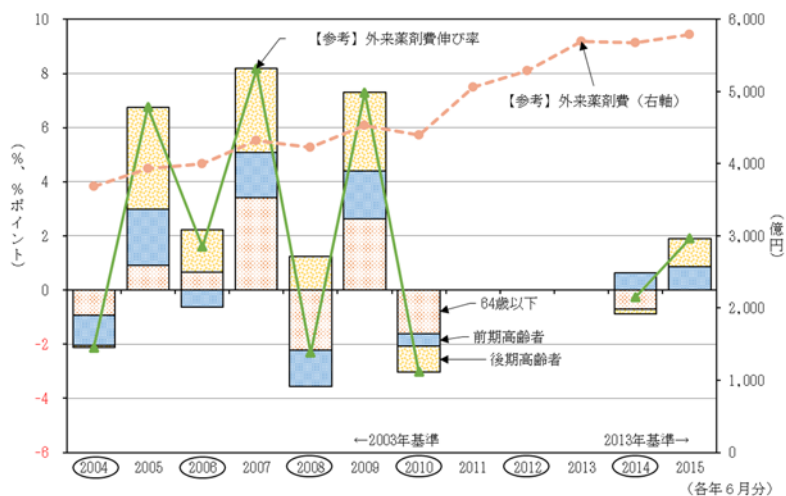 10
8
6
4
2
0
-2
-4
-6
(%、%ポイント)
【参考】外来薬剤費伸び率
【参考】外来薬剤費（右軸）
64歳以下
前期高齢者
後期高齢者
←2003年基準
2013年基準→
6,000
5,000
4,000
3,000
2,000
1,000
0
(億円)
2004 2005 2006 2007 2008 2009 2010 2011 2012 2013 2014 2015
（各年６月分）